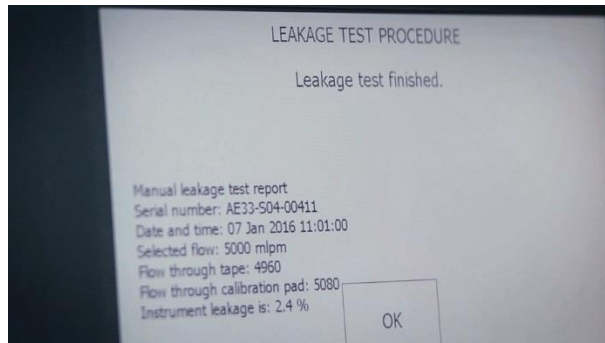 LEAKAGE TEST PROCEDURE
Leakage test finished.
Manual leakage test report
Serial number: AE33-S04-00411
Date and time: 07 Jan 2016 11:01:00
Selected flow: 5000 mlpm
Flow through tape: 4960
Flow through calibration pad: 5080
Instrument leakage is: 2.4 %
OK